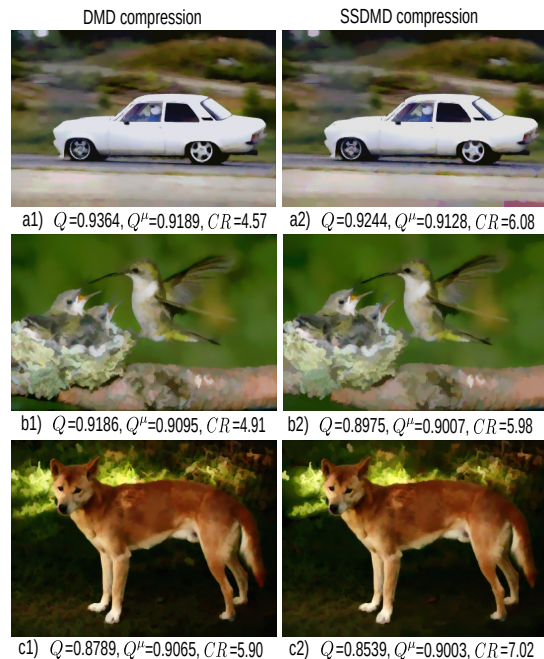 DMD compression SSDMD compression
a1) Q=0.9364, Q^μ=0.9189, CR=4.57 a2) Q=0.9244, Q^μ=0.9128, CR=6.08
b1) Q=0.9186, Q^μ=0.9095, CR=4.91 b2) Q=0.8975, Q^μ=0.9007, CR=5.98
c1) Q=0.8789, Q^μ=0.9065, CR=5.90 c2) Q=0.8539, Q^μ=0.9003, CR=7.02